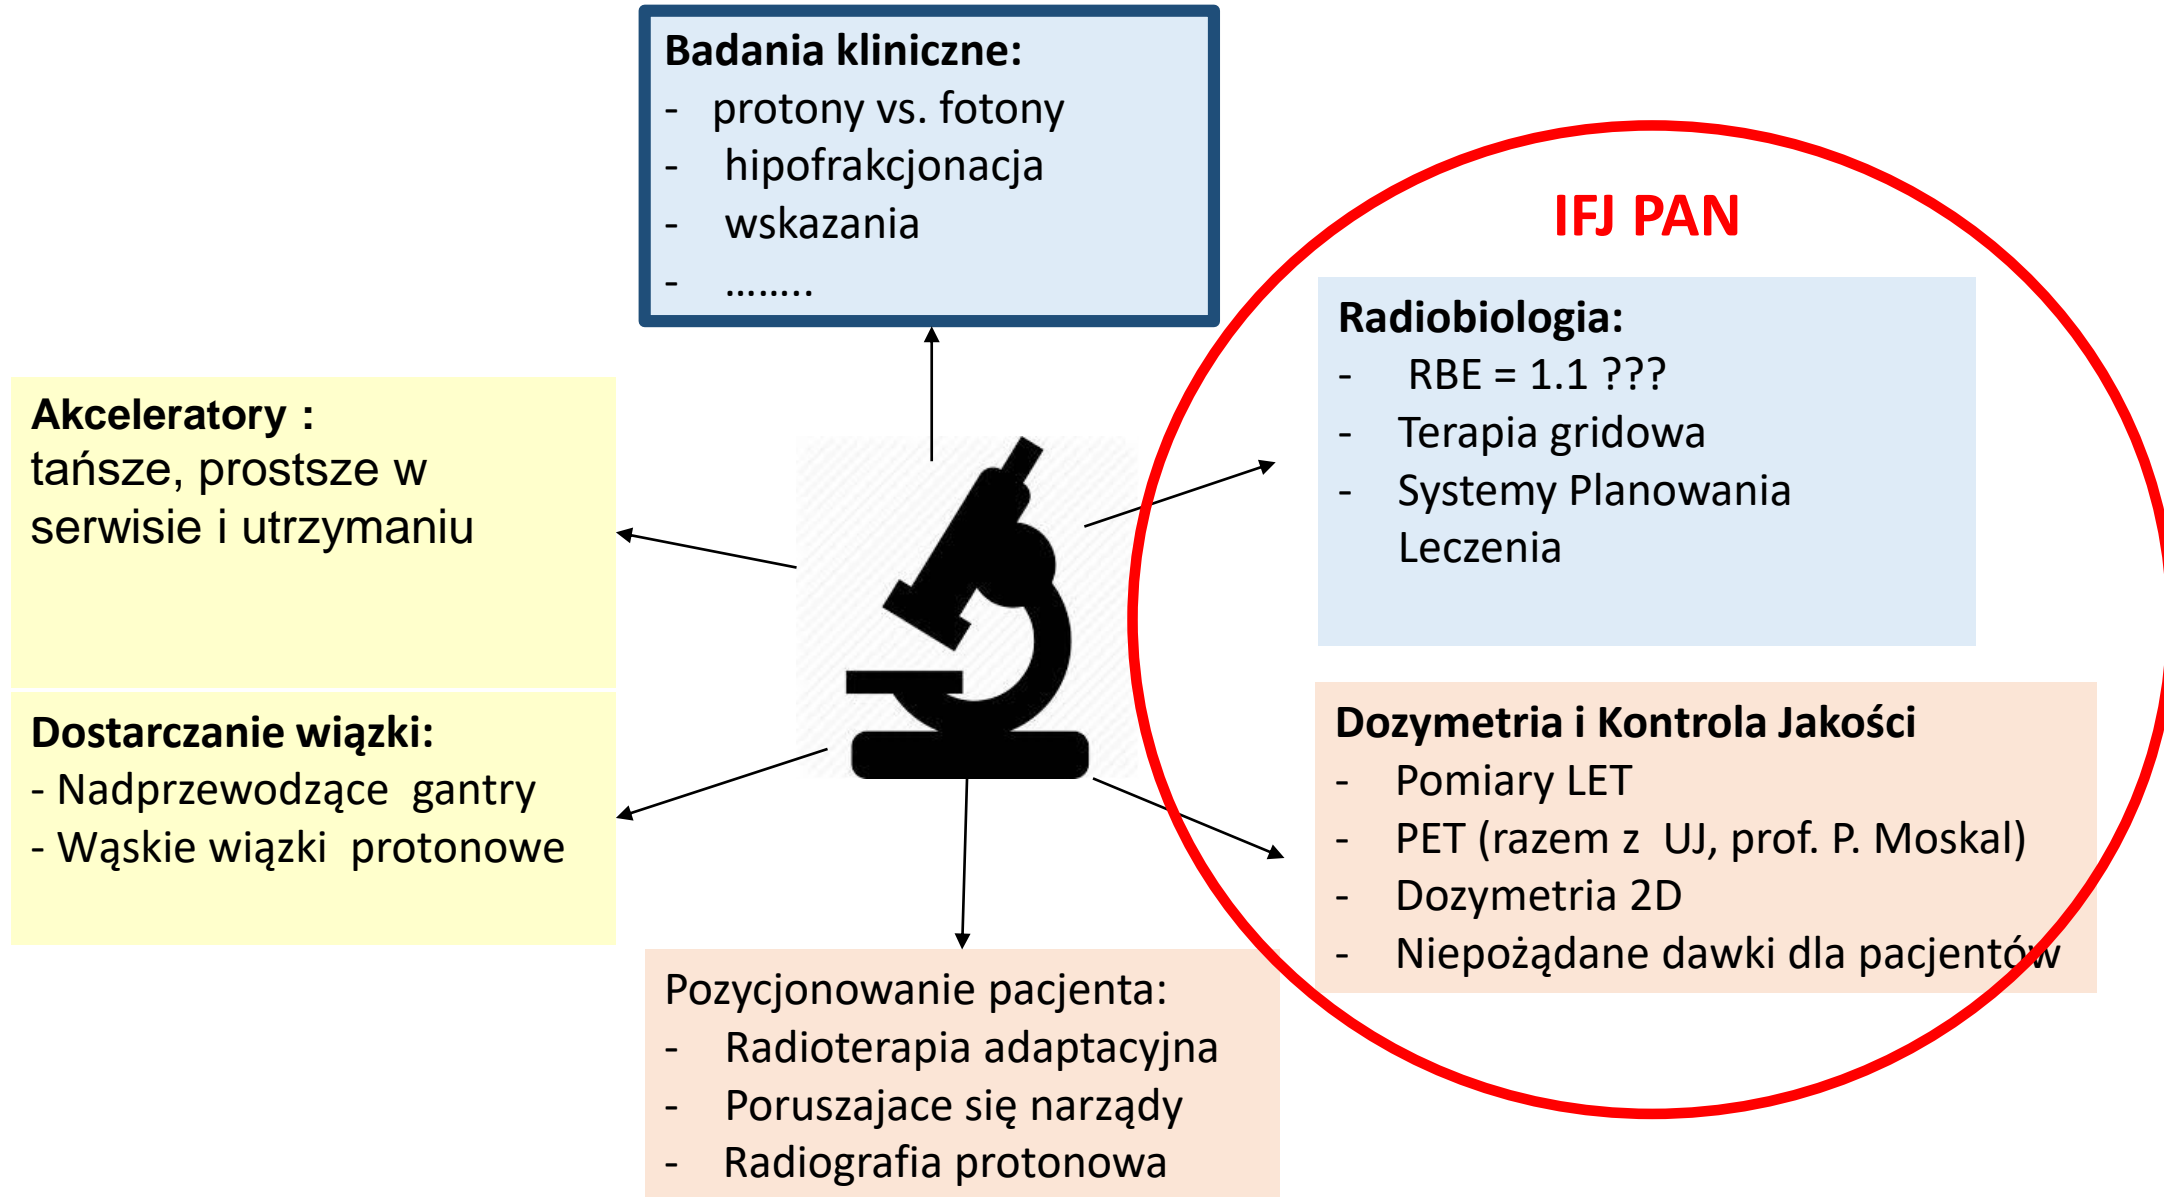 Badania kliniczne:
- protony vs. fotony
- hipofrakcjonacja
- wskazania
- ……..
IFJ PAN
Radiobiologia:
- RBE = 1.1 ???
- Terapia gridowa
- Systemy Planowania
Leczenia
Akceleratory :
tańsze, prostsze w
serwisie i utrzymaniu
Dostarczanie wiązki:
- Nadprzewodzące gantry
- Wąskie wiązki protonowe
Dozymetria i Kontrola Jakości
- Pomiary LET
- PET (razem z UJ, prof. P. Moskal)
- Dozymetria 2D
- Niepożądane dawki dla pacjentów
Pozycjonowanie pacjenta:
- Radioterapia adaptacyjna
- Poruszajace się narządy
- Radiografia protonowa